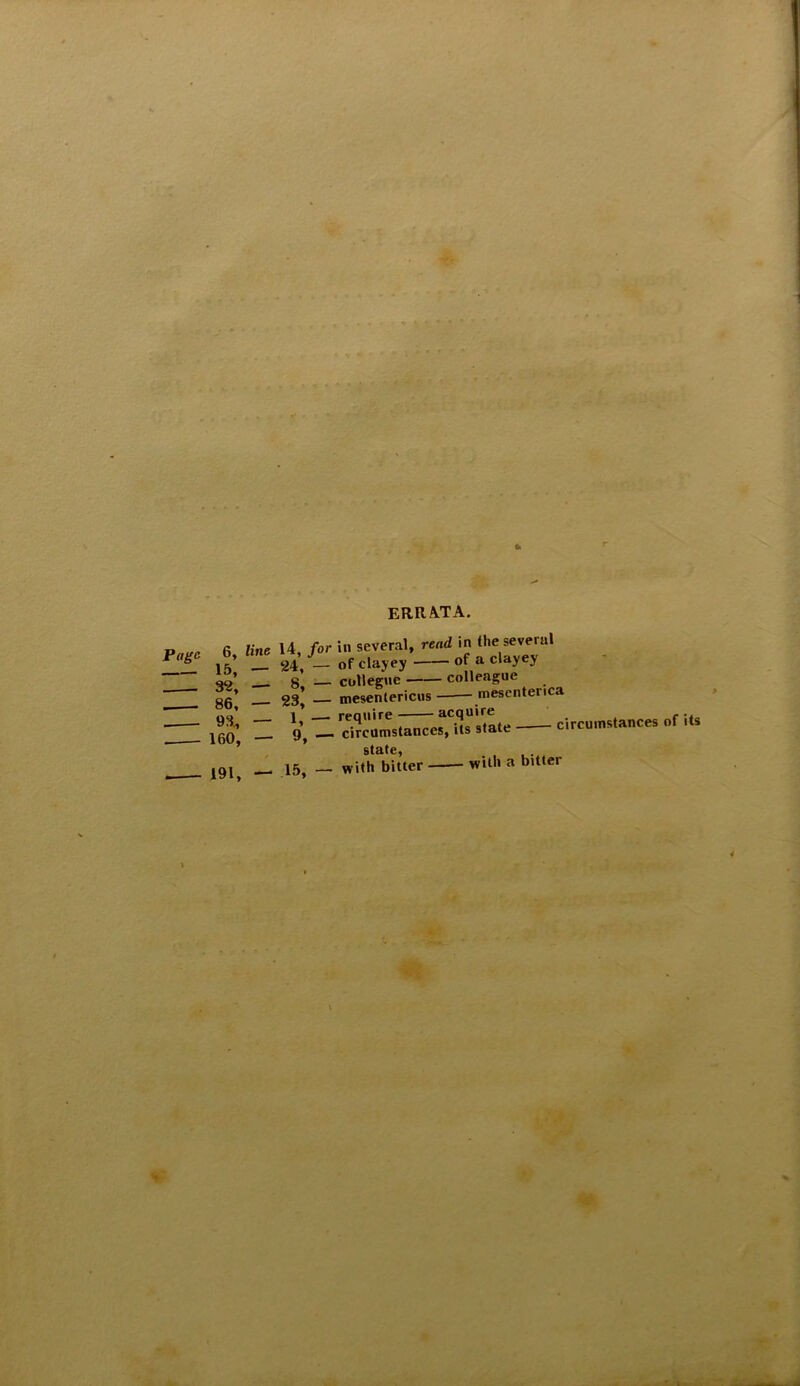 ERRATA.
Page 6, line 14, for in several, read in the several
—— 15, — 24, — of clayey —— of a clayey
—— 32, — 8, — collegue —— colleague
—— 86, — 23, — mesentericus —— mesenterica
—— 93, — 1, — require —— acquire
—— 160, — 9, — circumstances, its state —— circumstances of its
state,
—— 191, — 15, — with bitter —— with a bitter